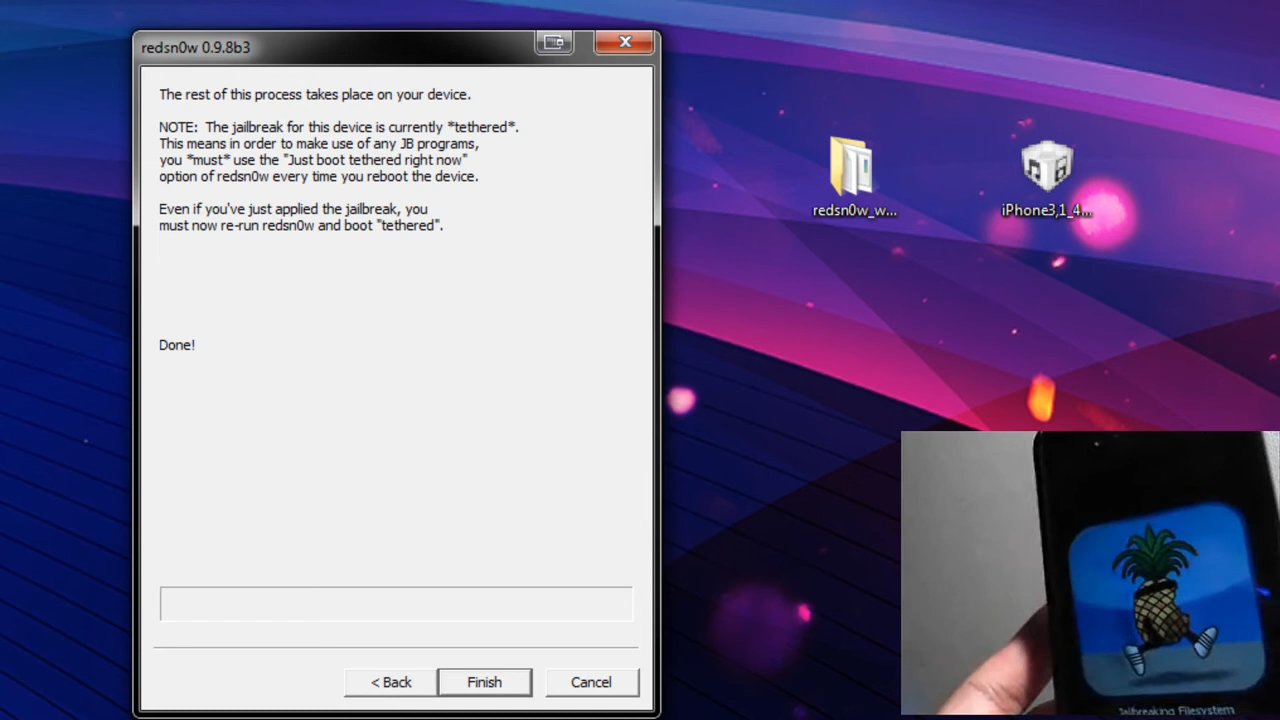 redsn0w 0.9.8b3
The rest of this process takes place on your device.
NOTE:  The jailbreak for this device is currently *tethered*.
This means in order to make use of any JB programs,
you *must* use the "Just boot tethered right now"
option of redsn0w every time you reboot the device.
Even if you've just applied the jailbreak, you
must now re-run redsn0w and boot "tethered".
Done!
< Back
Finish
Cancel
redsn0w_w...
iPhone3,1_4...
Jailbreaking Filesystem